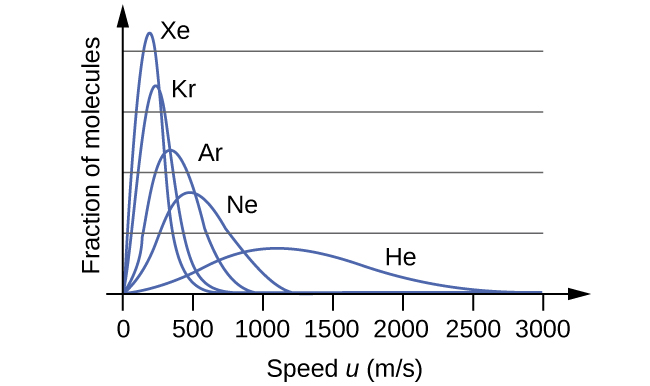 Xe
Kr
Ar
Ne
He
Fraction of molecules
0 500 1000 1500 2000 2500 3000
Speed u (m/s)